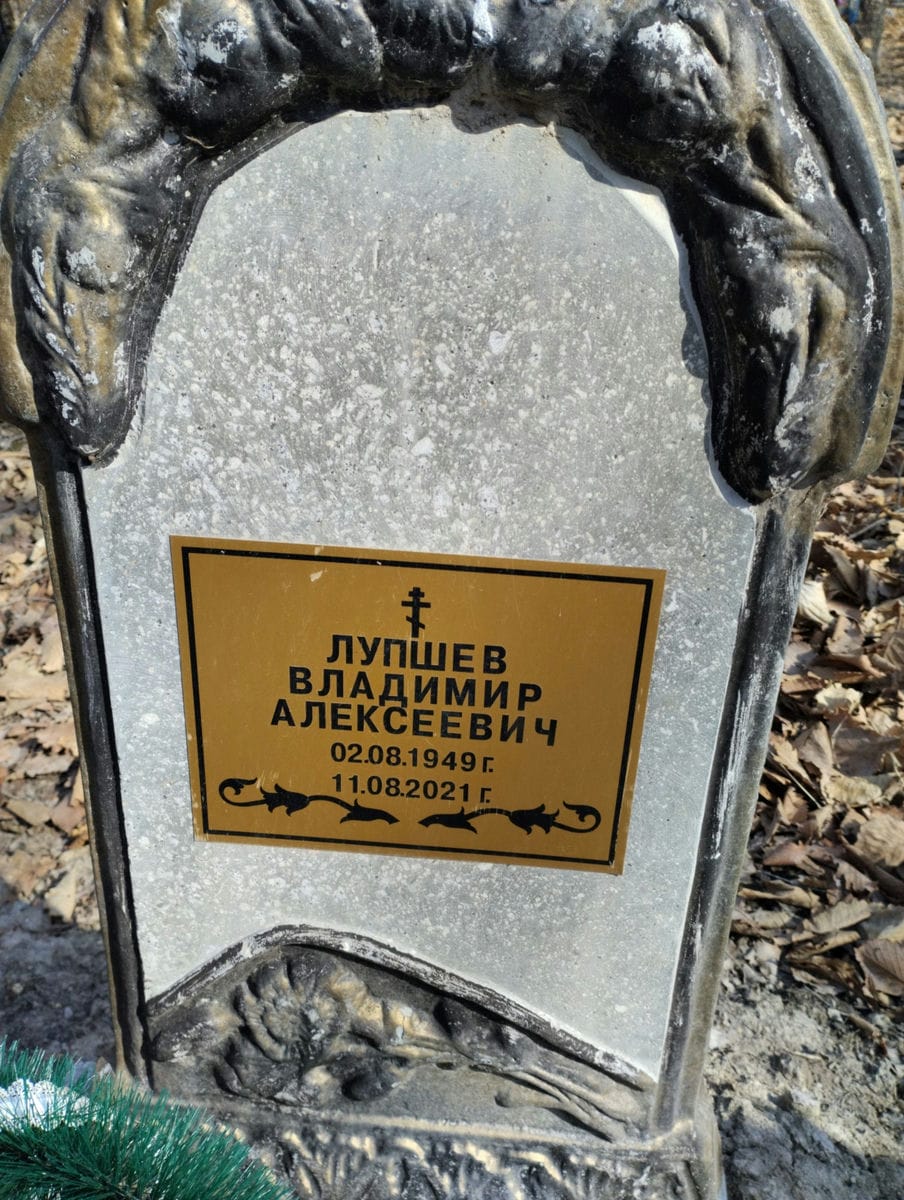 ЛУПШЕВ
ВЛАДИМИР
АЛЕКСЕЕВИЧ
02.08.1949 г.
11.08.2021 г.